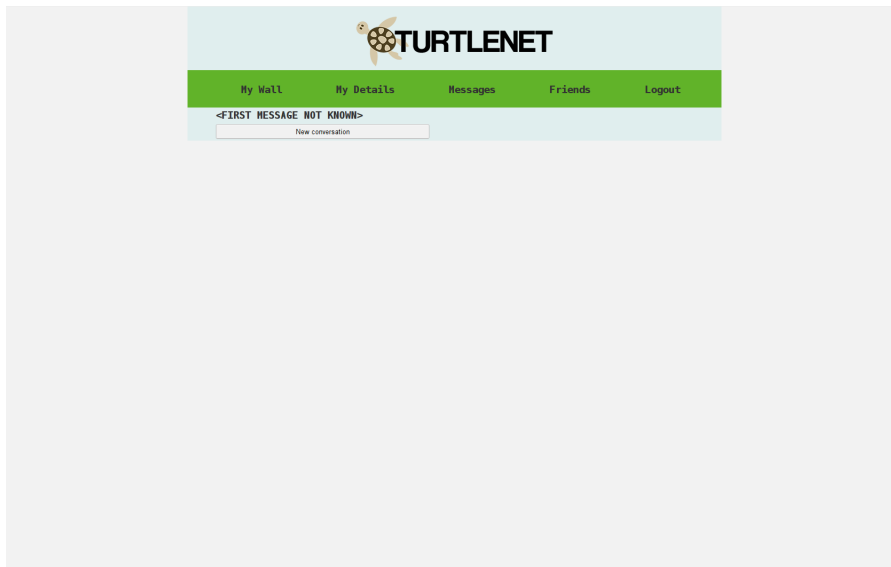 TURTLENET
My Wall My Details Messages Friends Logout
<FIRST MESSAGE NOT KNOWN>
New conversation